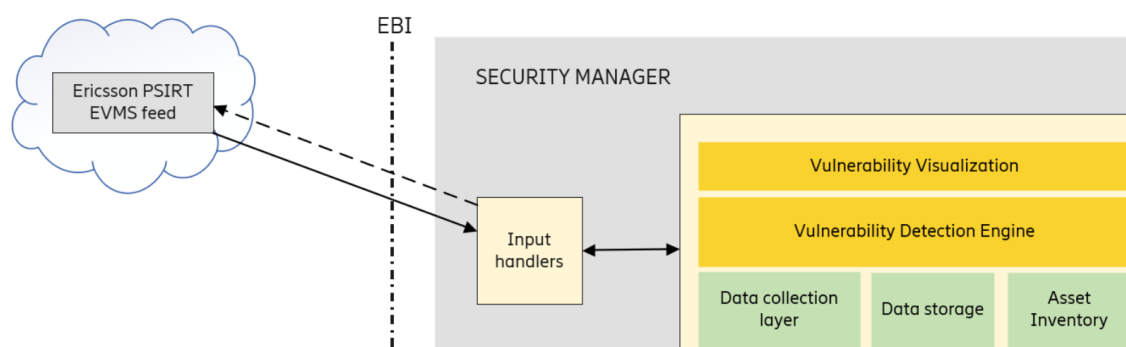 EBI
Ericsson PSIRT
EVMS feed
SECURITY MANAGER
Input
handlers
Vulnerability Visualization
Vulnerability Detection Engine
Data collection
layer
Data storage
Asset
Inventory